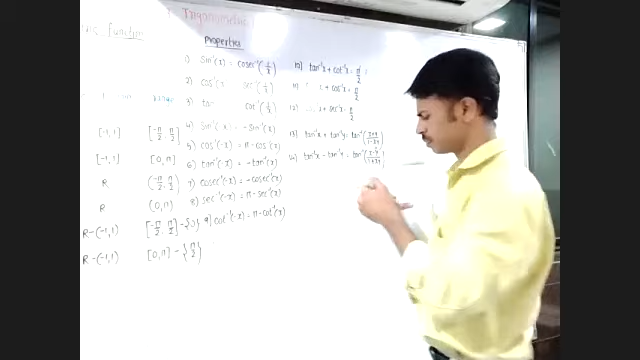 Trigonometric
Function
Properties
1) sin⁻¹(x) = cosec⁻¹(1/x)
2) cos⁻¹(x sec⁻¹(1/x)
3) tan cot⁻¹(1/x)
4) sin⁻¹(-x) = -sin⁻¹(x)
5) cos⁻¹(-x) = π-cos⁻¹(x)
6) tan⁻¹(-x) = -tan⁻¹(x)
7) cosec⁻¹(-x) = -cosec⁻¹(x)
8) sec⁻¹(-x) = π-sec⁻¹(x)
9) cot⁻¹(-x) = π-cot⁻¹(x)
10) tan⁻¹x + cot⁻¹x = π/2
11) + cos⁻¹x = π/2
12) + sec⁻¹x = π/2
13) tan⁻¹x + tan⁻¹y = tan⁻¹(x+y/1-xy)
14) tan⁻¹x - tan⁻¹y = tan⁻¹(x-y/1+xy)
[-1,1] [-π/2, π/2]
[-1,1] [0,π]
R (-π/2, π/2)
R (0,π)
R-(-1,1) [-π/2, π/2]-{0}
R-(-1,1) [0,π]-{π/2}